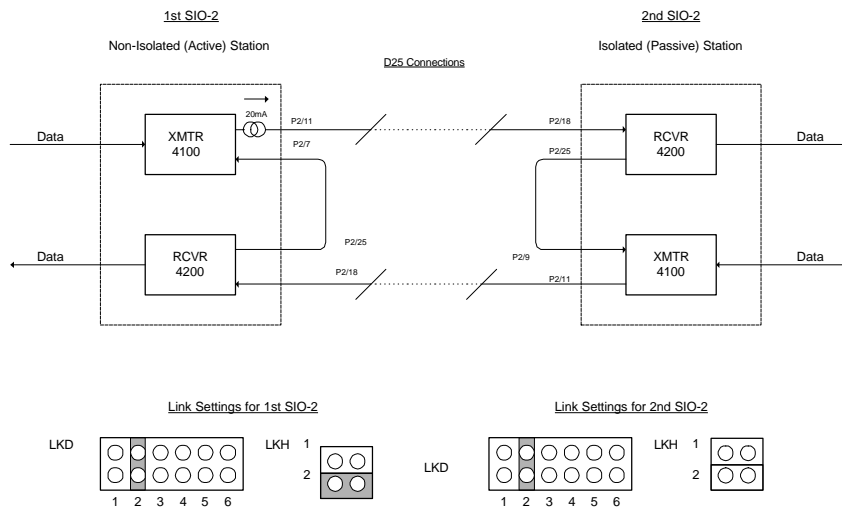 1st SIO-2
2nd SIO-2
Non-Isolated (Active) Station
Isolated (Passive) Station
D25 Connections
20mA
P2/11
P2/18
Data
XMTR
4100
P2/7
P2/25
RCVR
4200
Data
Data
RCVR
4200
P2/25
P2/18
P2/9
P2/11
XMTR
4100
Data
Link Settings for 1st SIO-2
Link Settings for 2nd SIO-2
LKD
LKH
1
2
1 2 3 4 5 6
LKD
LKH
1
2
1 2 3 4 5 6